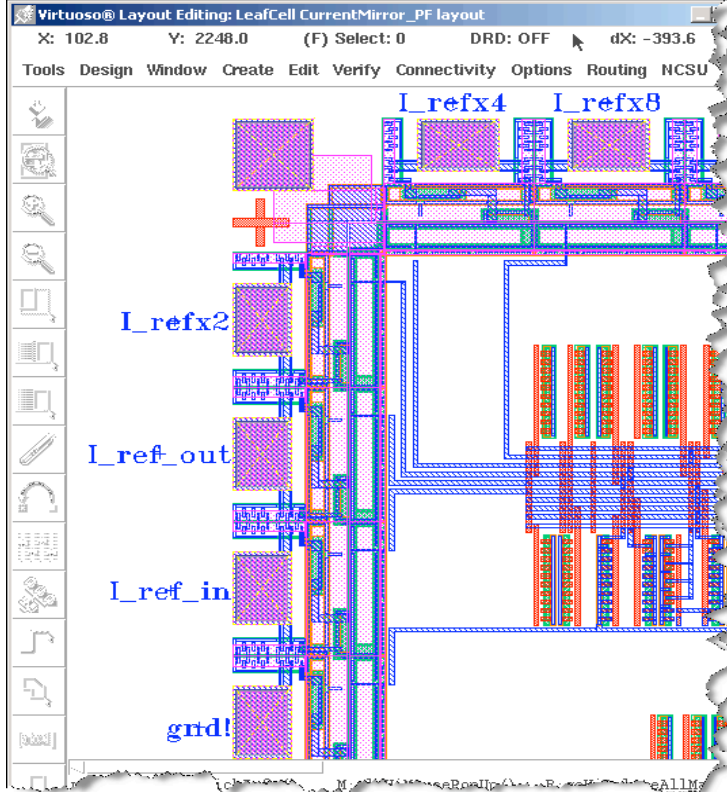 Virtuoso® Layout Editing: LeafCell CurrentMirror_PF layout
X: 102.8 Y: 2248.0 (F) Select: 0 DRD: OFF dX: -393.6
Tools Design Window Create Edit Verify Connectivity Options Routing NCSU
I_refx4 I_refx8
I_refx2
I_ref_out
I_ref_in
gnd!